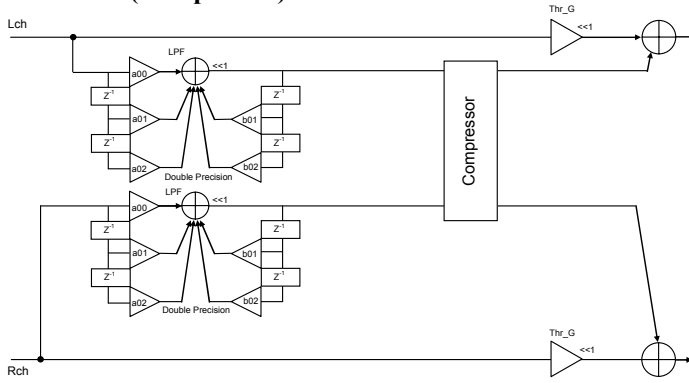 Thr_G
Lch
<<1
LPF
<<1
a00
Z-1
Z-1
a01
b01
Z-1
Z-1
a02
b02
Double Precision
Compressor
LPF
<<1
a00
Z-1
Z-1
a01
b01
Z-1
Z-1
a02
b02
Double Precision
Thr_G
<<1
Rch